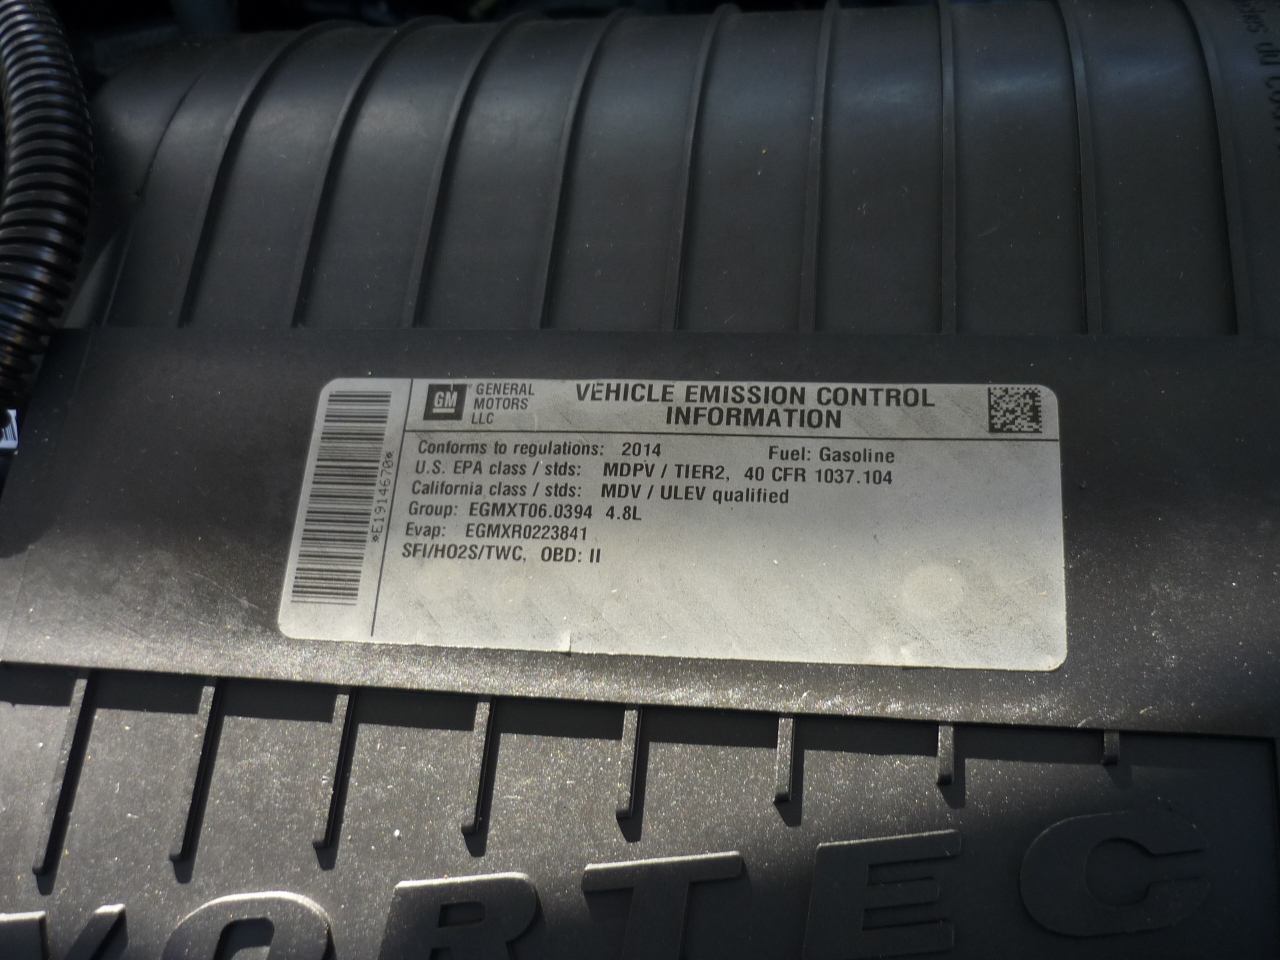 GM GENERAL MOTORS LLC
VEHICLE EMISSION CONTROL INFORMATION
Conforms to regulations: 2014 Fuel: Gasoline
U.S. EPA class / stds: MDPV / TIER2, 40 CFR 1037.104
California class / stds: MDV / ULEV qualified
Group: EGMXT06.0394 4.8L
Evap: EGMXR0223841
SFI/HO2S/TWC, OBD: II
*E1914670*
VORTEC